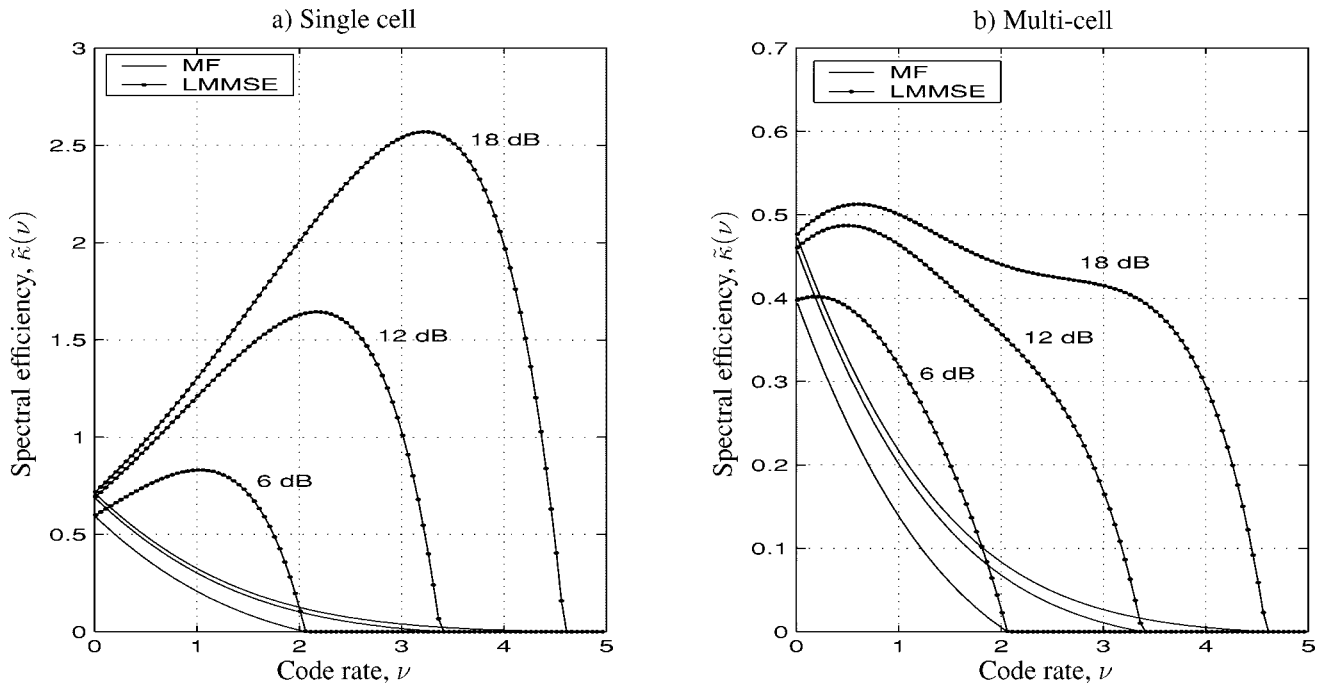 a) Single cell
3
2.5
2
1.5
1
0.5
0
MF
LMMSE
18 dB
12 dB
6 dB
0 1 2 3 4 5
Code rate, ν
Spectral efficiency, κ̃(ν)
b) Multi-cell
0.7
0.6
0.5
0.4
0.3
0.2
0.1
0
MF
LMMSE
18 dB
12 dB
6 dB
0 1 2 3 4 5
Code rate, ν
Spectral efficiency, κ̃(ν)